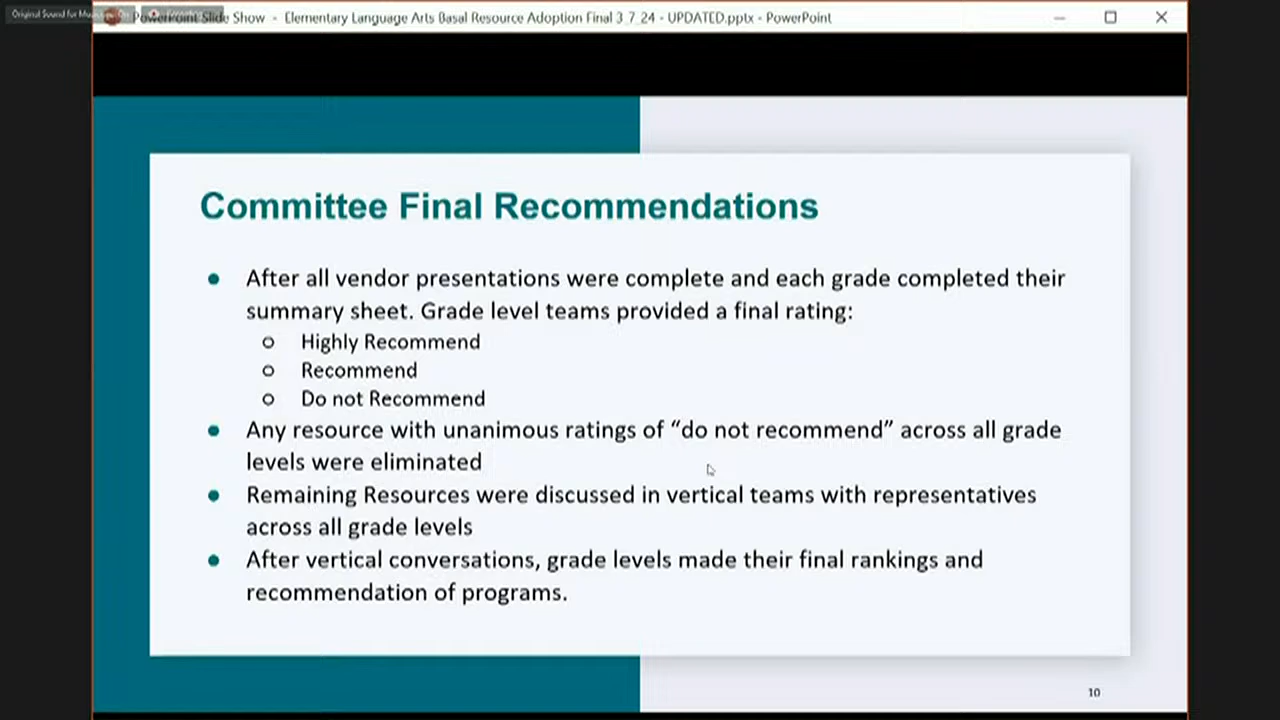 PowerPoint Slide Show - Elementary Language Arts Basal Resource Adoption Final 3_7_24 - UPDATED.pptx - PowerPoint
Committee Final Recommendations
After all vendor presentations were complete and each grade completed their
summary sheet. Grade level teams provided a final rating:
Highly Recommend
Recommend
Do not Recommend
Any resource with unanimous ratings of “do not recommend” across all grade
levels were eliminated
Remaining Resources were discussed in vertical teams with representatives
across all grade levels
After vertical conversations, grade levels made their final rankings and
recommendation of programs.
10